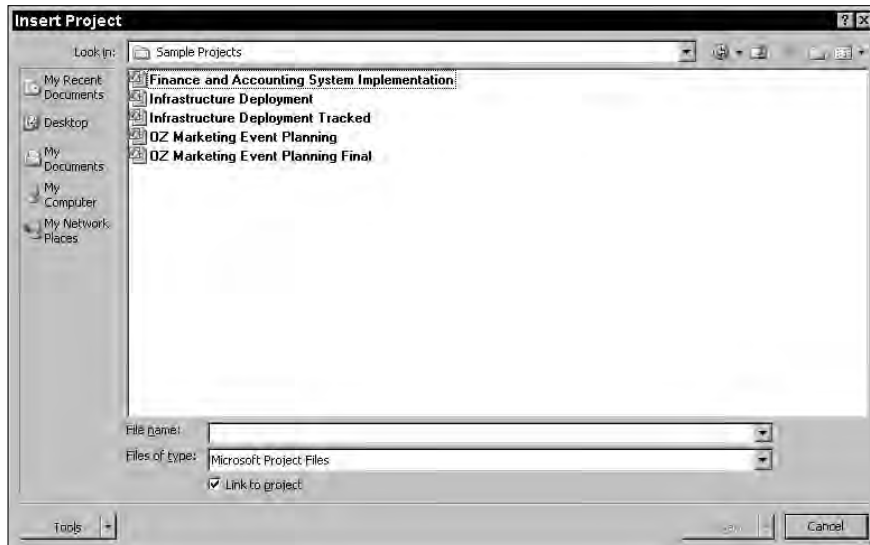 Insert Project
Look in: Sample Projects
My Recent
Documents
Desktop
My
Documents
My
Computer
My Network
Places
Finance and Accounting System Implementation
Infrastructure Deployment
Infrastructure Deployment Tracked
OZ Marketing Event Planning
OZ Marketing Event Planning Final
File name:
Files of type: Microsoft Project Files
Link to project
Tools
Cancel